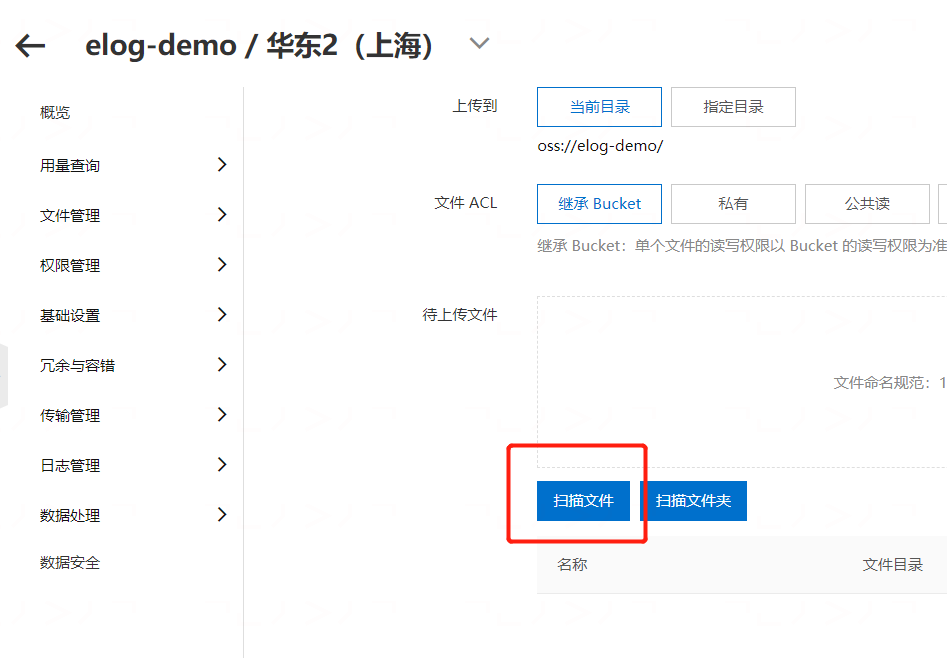 elog-demo / 华东2（上海）
概览
用量查询
文件管理
权限管理
基础设置
冗余与容错
传输管理
日志管理
数据处理
数据安全
上传到 当前目录 指定目录
oss://elog-demo/
文件 ACL 继承 Bucket 私有 公共读
继承 Bucket：单个文件的读写权限以 Bucket 的读写权限为准
待上传文件
文件命名规范：1
扫描文件 扫描文件夹
名称 文件目录